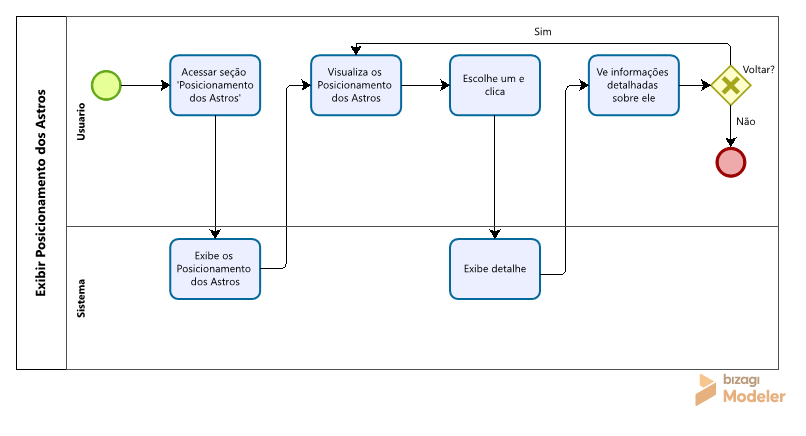 Exibir Posicionamento dos Astros
Usuario
Acessar seção
'Posicionamento
dos Astros'
Visualiza os
Posicionamento
dos Astros
Escolhe um e
clica
Ve informações
detalhadas
sobre ele
Sim
Voltar?
Não
Sistema
Exibe os
Posicionamento
dos Astros
Exibe detalhe
bizagi
Modeler